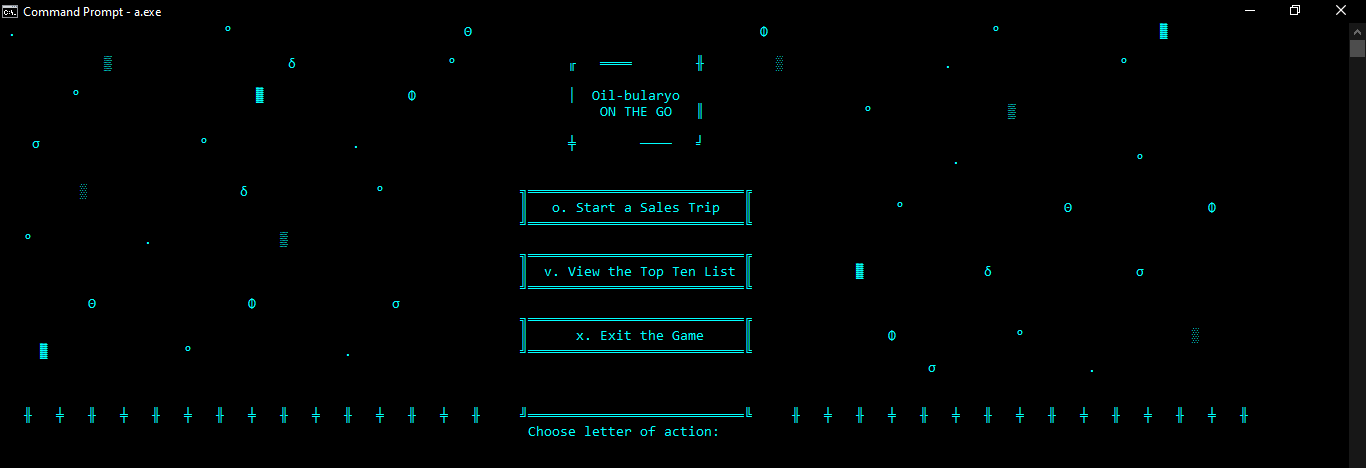 Command Prompt - a.exe
Oil-bularyo
ON THE GO
o. Start a Sales Trip
v. View the Top Ten List
x. Exit the Game
Choose letter of action: